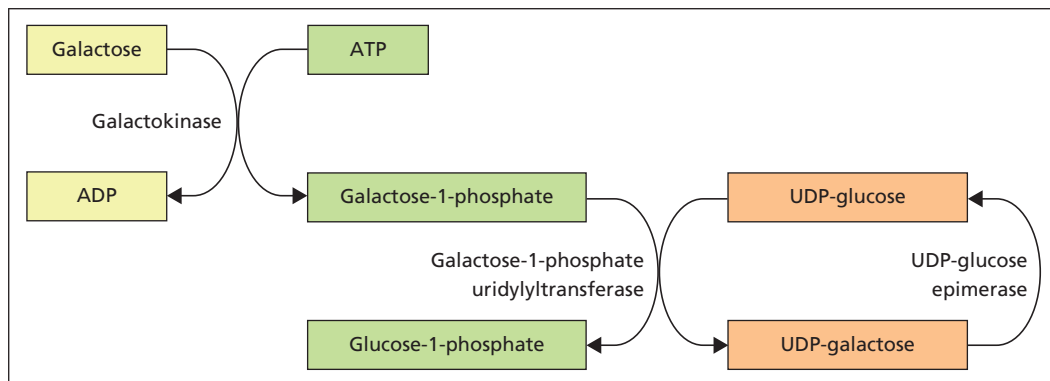 Galactose
ATP
Galactokinase
ADP
Galactose-1-phosphate
UDP-glucose
Galactose-1-phosphate
uridylyltransferase
UDP-glucose
epimerase
Glucose-1-phosphate
UDP-galactose